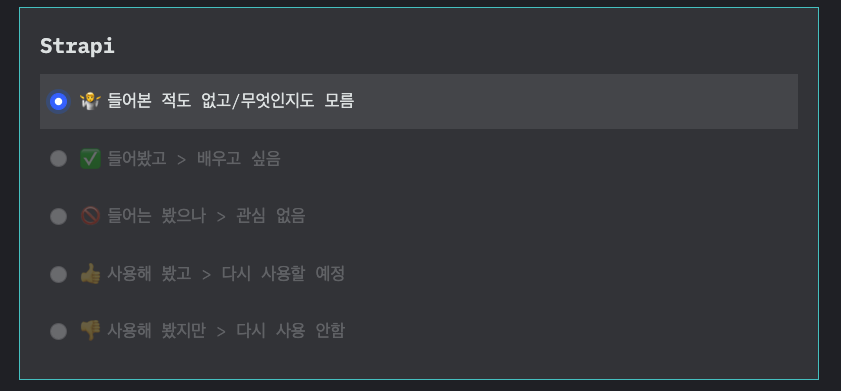 Strapi
🤷 들어본 적도 없고/무엇인지도 모름
✅ 들어봤고 > 배우고 싶음
🚫 들어는 봤으나 > 관심 없음
👍 사용해 봤고 > 다시 사용할 예정
👎 사용해 봤지만 > 다시 사용 안함